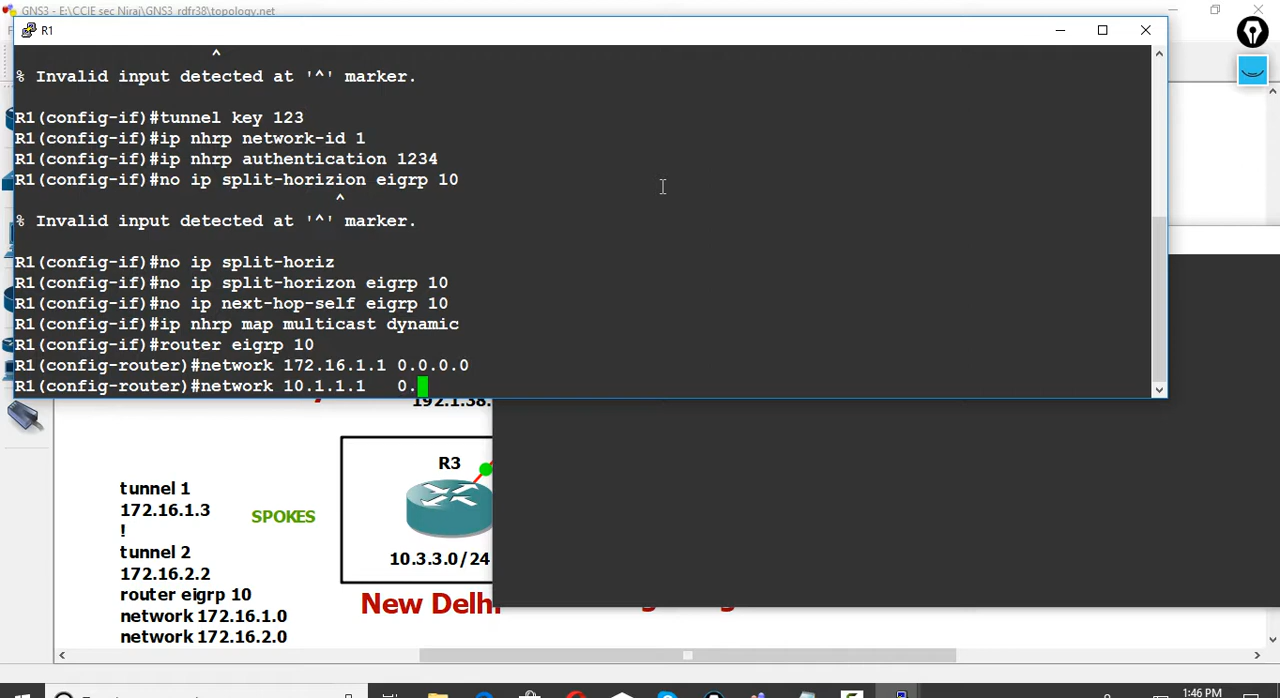 GNS3 - E:\CCIE sec Niraj\GNS3 rdfr38\topology.net
R1
^
% Invalid input detected at '^' marker.
R1(config-if)#tunnel key 123
R1(config-if)#ip nhrp network-id 1
R1(config-if)#ip nhrp authentication 1234
R1(config-if)#no ip split-horizion eigrp 10
^
% Invalid input detected at '^' marker.
R1(config-if)#no ip split-horiz
R1(config-if)#no ip split-horizon eigrp 10
R1(config-if)#no ip next-hop-self eigrp 10
R1(config-if)#ip nhrp map multicast dynamic
R1(config-if)#router eigrp 10
R1(config-router)#network 172.16.1.1 0.0.0.0
R1(config-router)#network 10.1.1.1   0.
192.1.38.
R3
tunnel 1
172.16.1.3
!
SPOKES
tunnel 2
172.16.2.2
10.3.3.0/24
router eigrp 10
New Delhi
network 172.16.1.0
network 172.16.2.0
1:46 PM